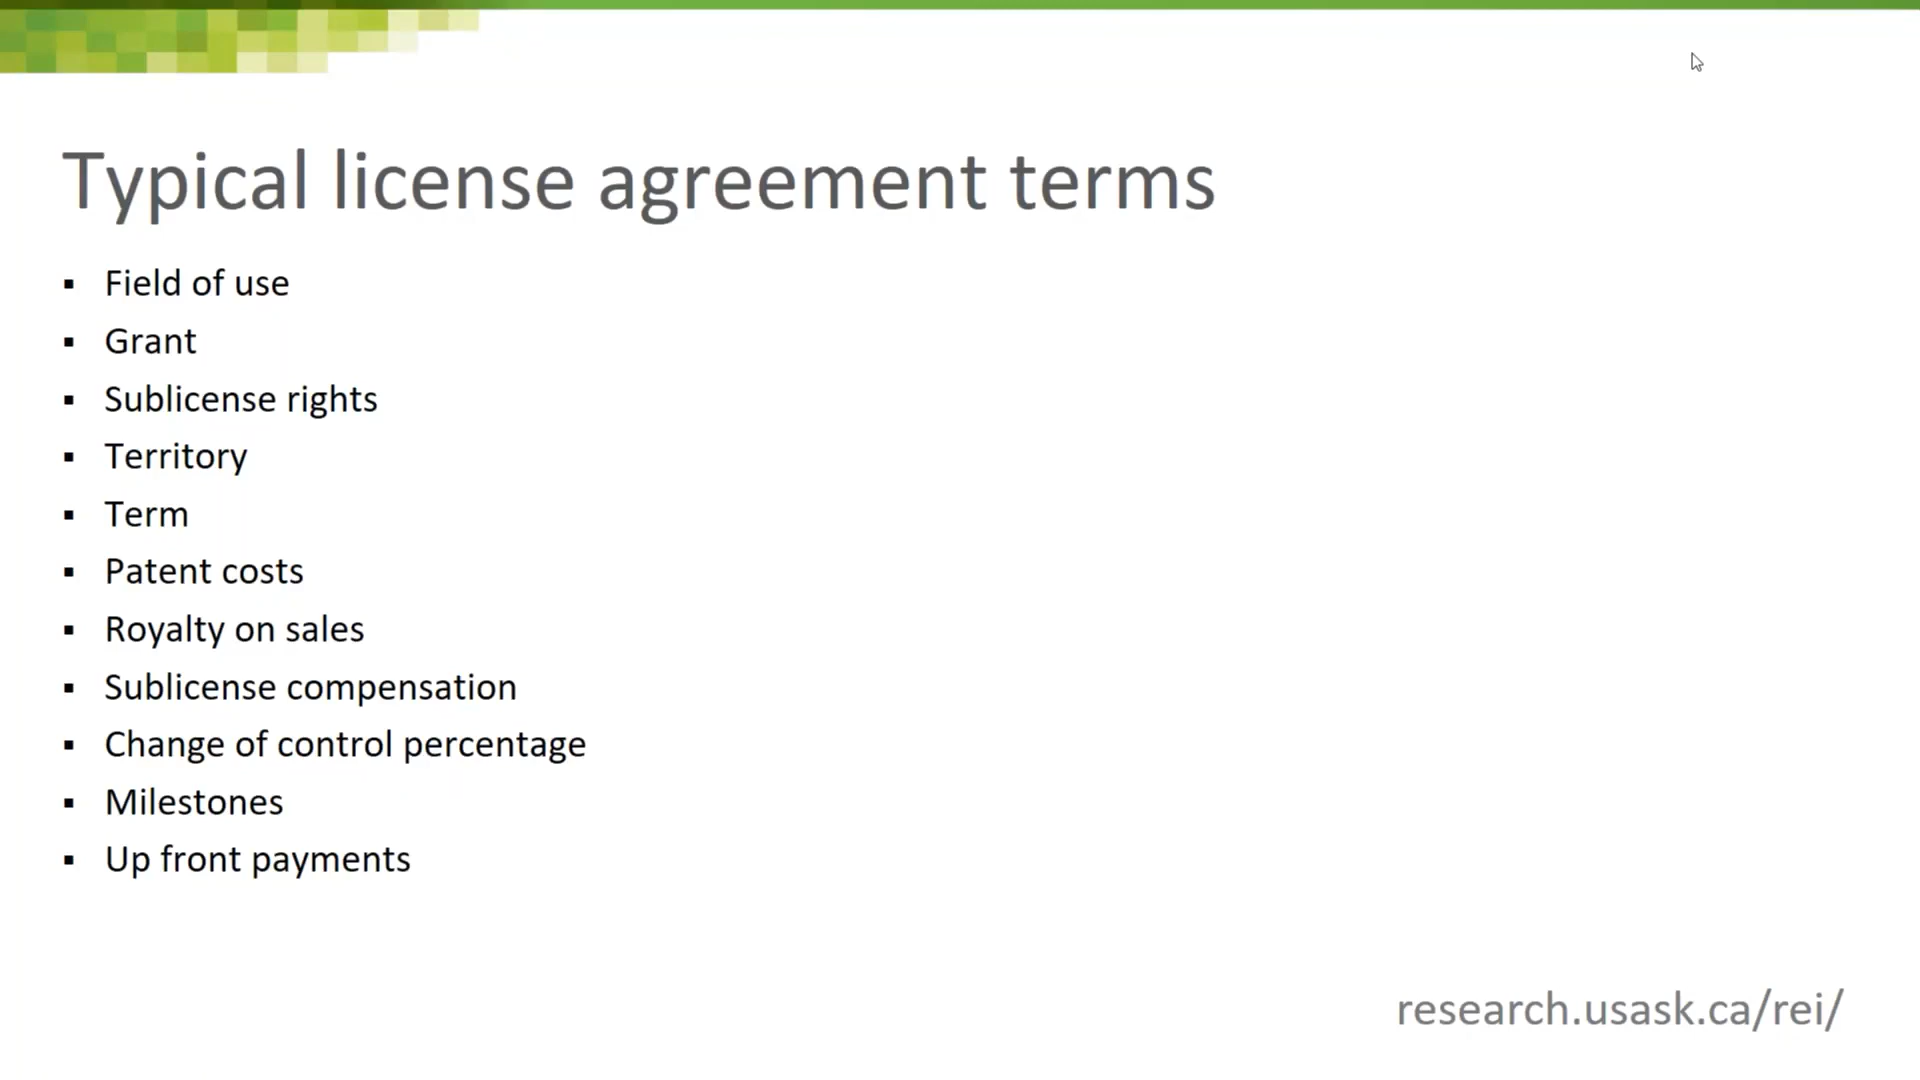 Typical license agreement terms
▪ Field of use
▪ Grant
▪ Sublicense rights
▪ Territory
▪ Term
▪ Patent costs
▪ Royalty on sales
▪ Sublicense compensation
▪ Change of control percentage
▪ Milestones
▪ Up front payments
research.usask.ca/rei/